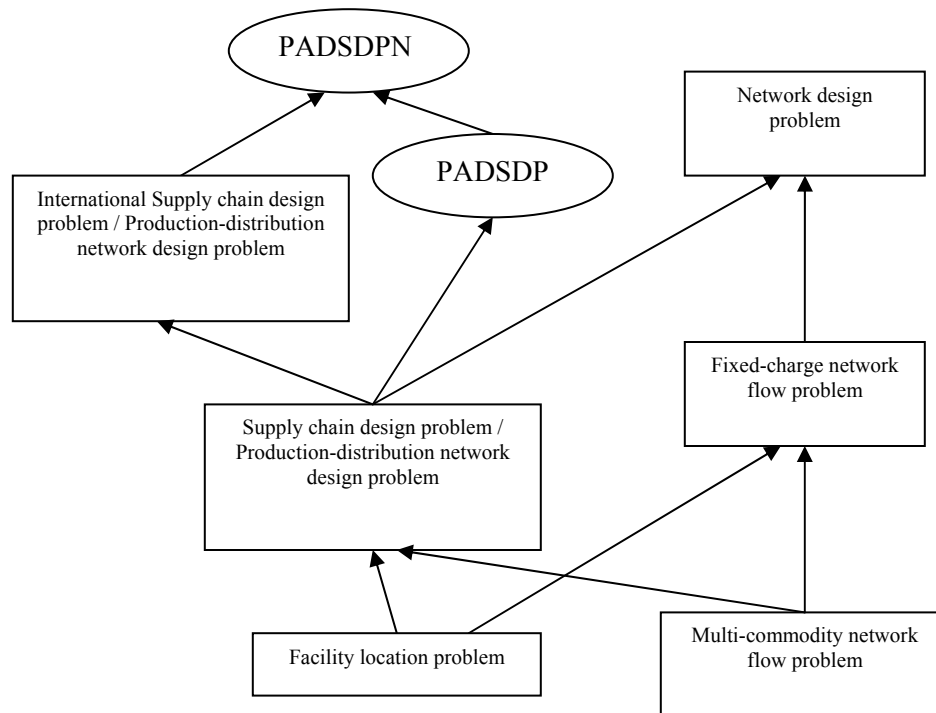 PADSDPN
Network design
problem
PADSDP
International Supply chain design
problem / Production-distribution
network design problem
Fixed-charge network
flow problem
Supply chain design problem /
Production-distribution network
design problem
Facility location problem
Multi-commodity network
flow problem